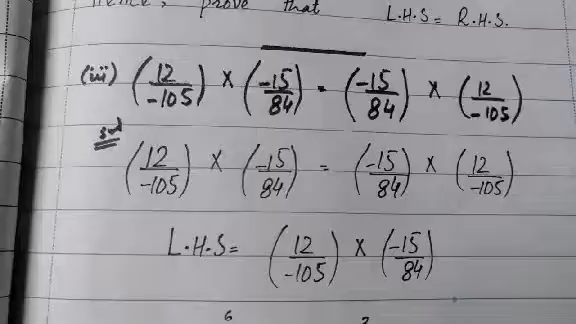 Hence, prove that L.H.S = R.H.S.
(iii) (12/-105) × (-15/84) = (-15/84) × (12/-105)
Sol
(12/-105) × (-15/84) = (-15/84) × (12/-105)
L.H.S = (12/-105) × (-15/84)
6